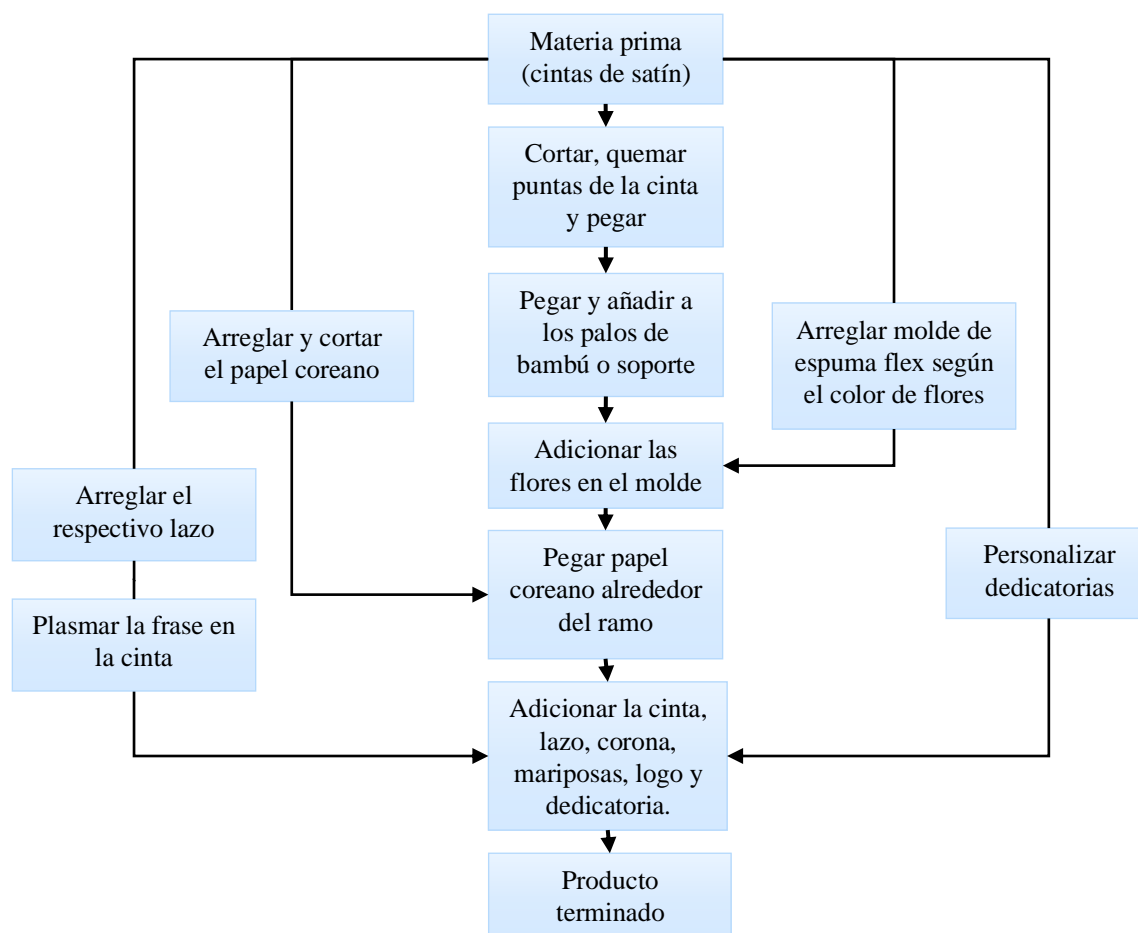 Materia prima
(cintas de satín)
Cortar, quemar
puntas de la cinta
y pegar
Pegar y añadir a
los palos de
bambú o soporte
Arreglar y cortar
el papel coreano
Arreglar molde de
espuma flex según
el color de flores
Adicionar las
flores en el molde
Arreglar el
respectivo lazo
Pegar papel
coreano alrededor
del ramo
Personalizar
dedicatorias
Plasmar la frase en
la cinta
Adicionar la cinta,
lazo, corona,
mariposas, logo y
dedicatoria.
Producto
terminado